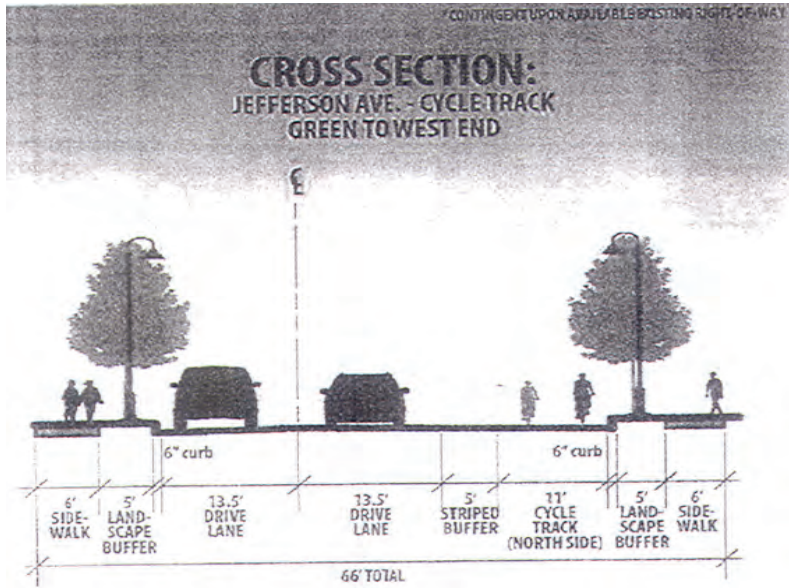 *CONTINGENT UPON AVAILABLE EXISTING RIGHT-OF-WAY
CROSS SECTION:
JEFFERSON AVE. - CYCLE TRACK
GREEN TO WEST END
℄
6" curb
6" curb
6'
SIDE-
WALK
5'
LAND-
SCAPE
BUFFER
13.5'
DRIVE
LANE
13.5'
DRIVE
LANE
5'
STRIPED
BUFFER
11'
CYCLE
TRACK
(NORTH SIDE)
5'
LAND-
SCAPE
BUFFER
6'
SIDE-
WALK
66' TOTAL